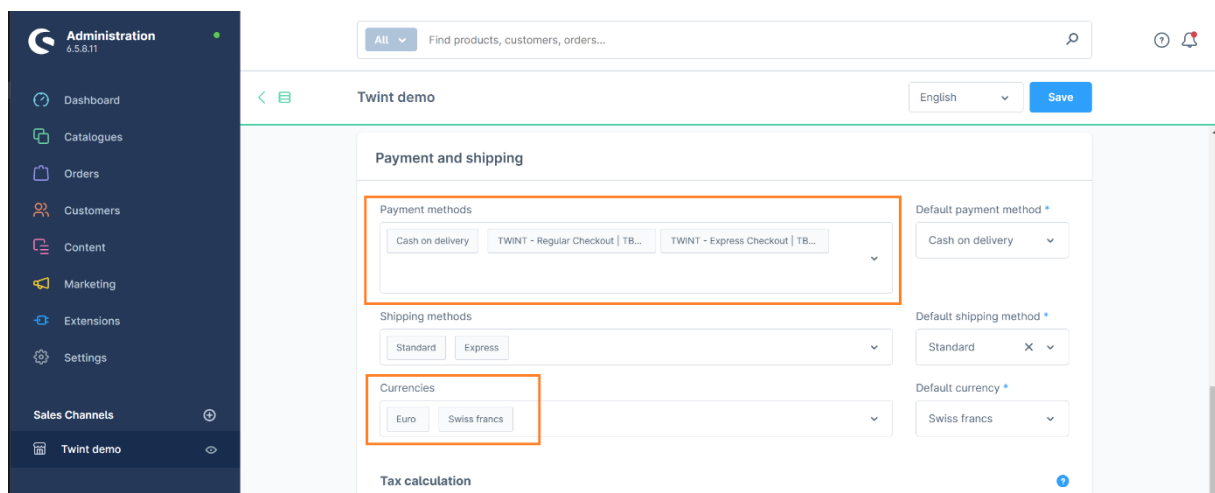 Administration
6.5.8.11
All
Find products, customers, orders...
Dashboard
Catalogues
Orders
Customers
Content
Marketing
Extensions
Settings
Sales Channels
Twint demo
Twint demo
English
Save
Payment and shipping
Payment methods
Cash on delivery
TWINT - Regular Checkout | TB...
TWINT - Express Checkout | TB...
Default payment method *
Cash on delivery
Shipping methods
Standard
Express
Default shipping method *
Standard
Currencies
Euro
Swiss francs
Default currency *
Swiss francs
Tax calculation